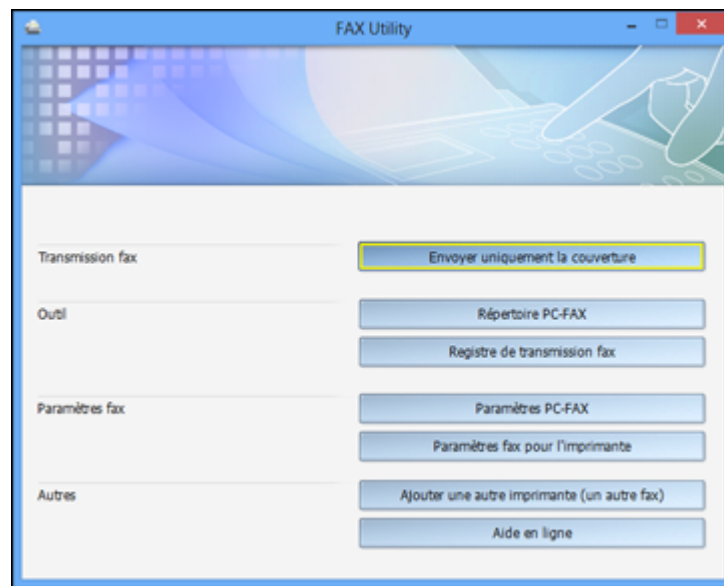 FAX Utility
Transmission fax
Envoyer uniquement la couverture
Outil
Répertoire PC-FAX
Registre de transmission fax
Paramètres fax
Paramètres PC-FAX
Paramètres fax pour l'imprimante
Autres
Ajouter une autre imprimante (un autre fax)
Aide en ligne